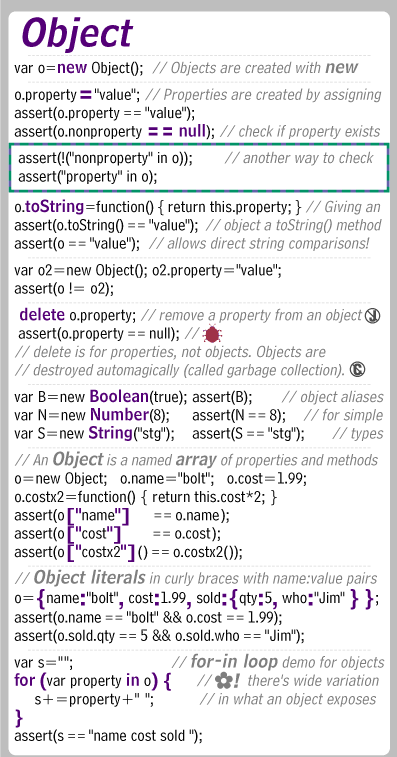 Object
var o=new Object(); // Objects are created with new
o.property = "value"; // Properties are created by assigning
assert(o.property == "value");
assert(o.nonproperty == null); // check if property exists
assert(!("nonproperty" in o)); // another way to check
assert("property" in o);
o.toString=function() { return this.property; } // Giving an
assert(o.toString() == "value"); // object a toString() method
assert(o == "value"); // allows direct string comparisons!
var o2=new Object(); o2.property="value";
assert(o != o2);
delete o.property; // remove a property from an object
assert(o.property == null); //
// delete is for properties, not objects. Objects are
// destroyed automagically (called garbage collection).
var B=new Boolean(true); assert(B); // object aliases
var N=new Number(8); assert(N == 8); // for simple
var S=new String("stg"); assert(S == "stg"); // types
// An Object is a named array of properties and methods
o=new Object; o.name="bolt"; o.cost=1.99;
o.costx2=function() { return this.cost*2; }
assert(o["name"] == o.name);
assert(o["cost"] == o.cost);
assert(o["costx2"]() == o.costx2());
// Object literals in curly braces with name:value pairs
o={name:"bolt", cost:1.99, sold:{qty:5, who:"Jim" } };
assert(o.name == "bolt" && o.cost == 1.99);
assert(o.sold.qty == 5 && o.sold.who == "Jim");
var s=""; // for-in loop demo for objects
for (var property in o) { // ! there's wide variation
s+=property+" "; // in what an object exposes
}
assert(s == "name cost sold ");